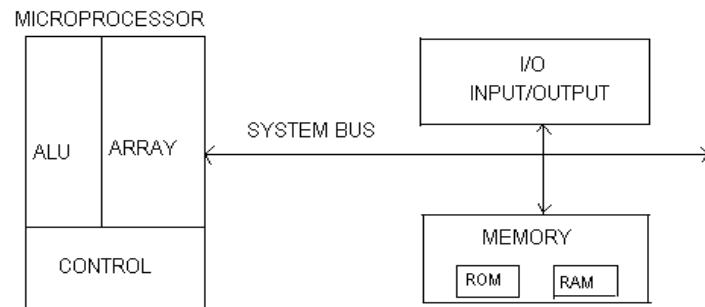 MICROPROCESSOR
I/O
INPUT/OUTPUT
SYSTEM BUS
ALU
ARRAY
MEMORY
CONTROL
ROM
RAM